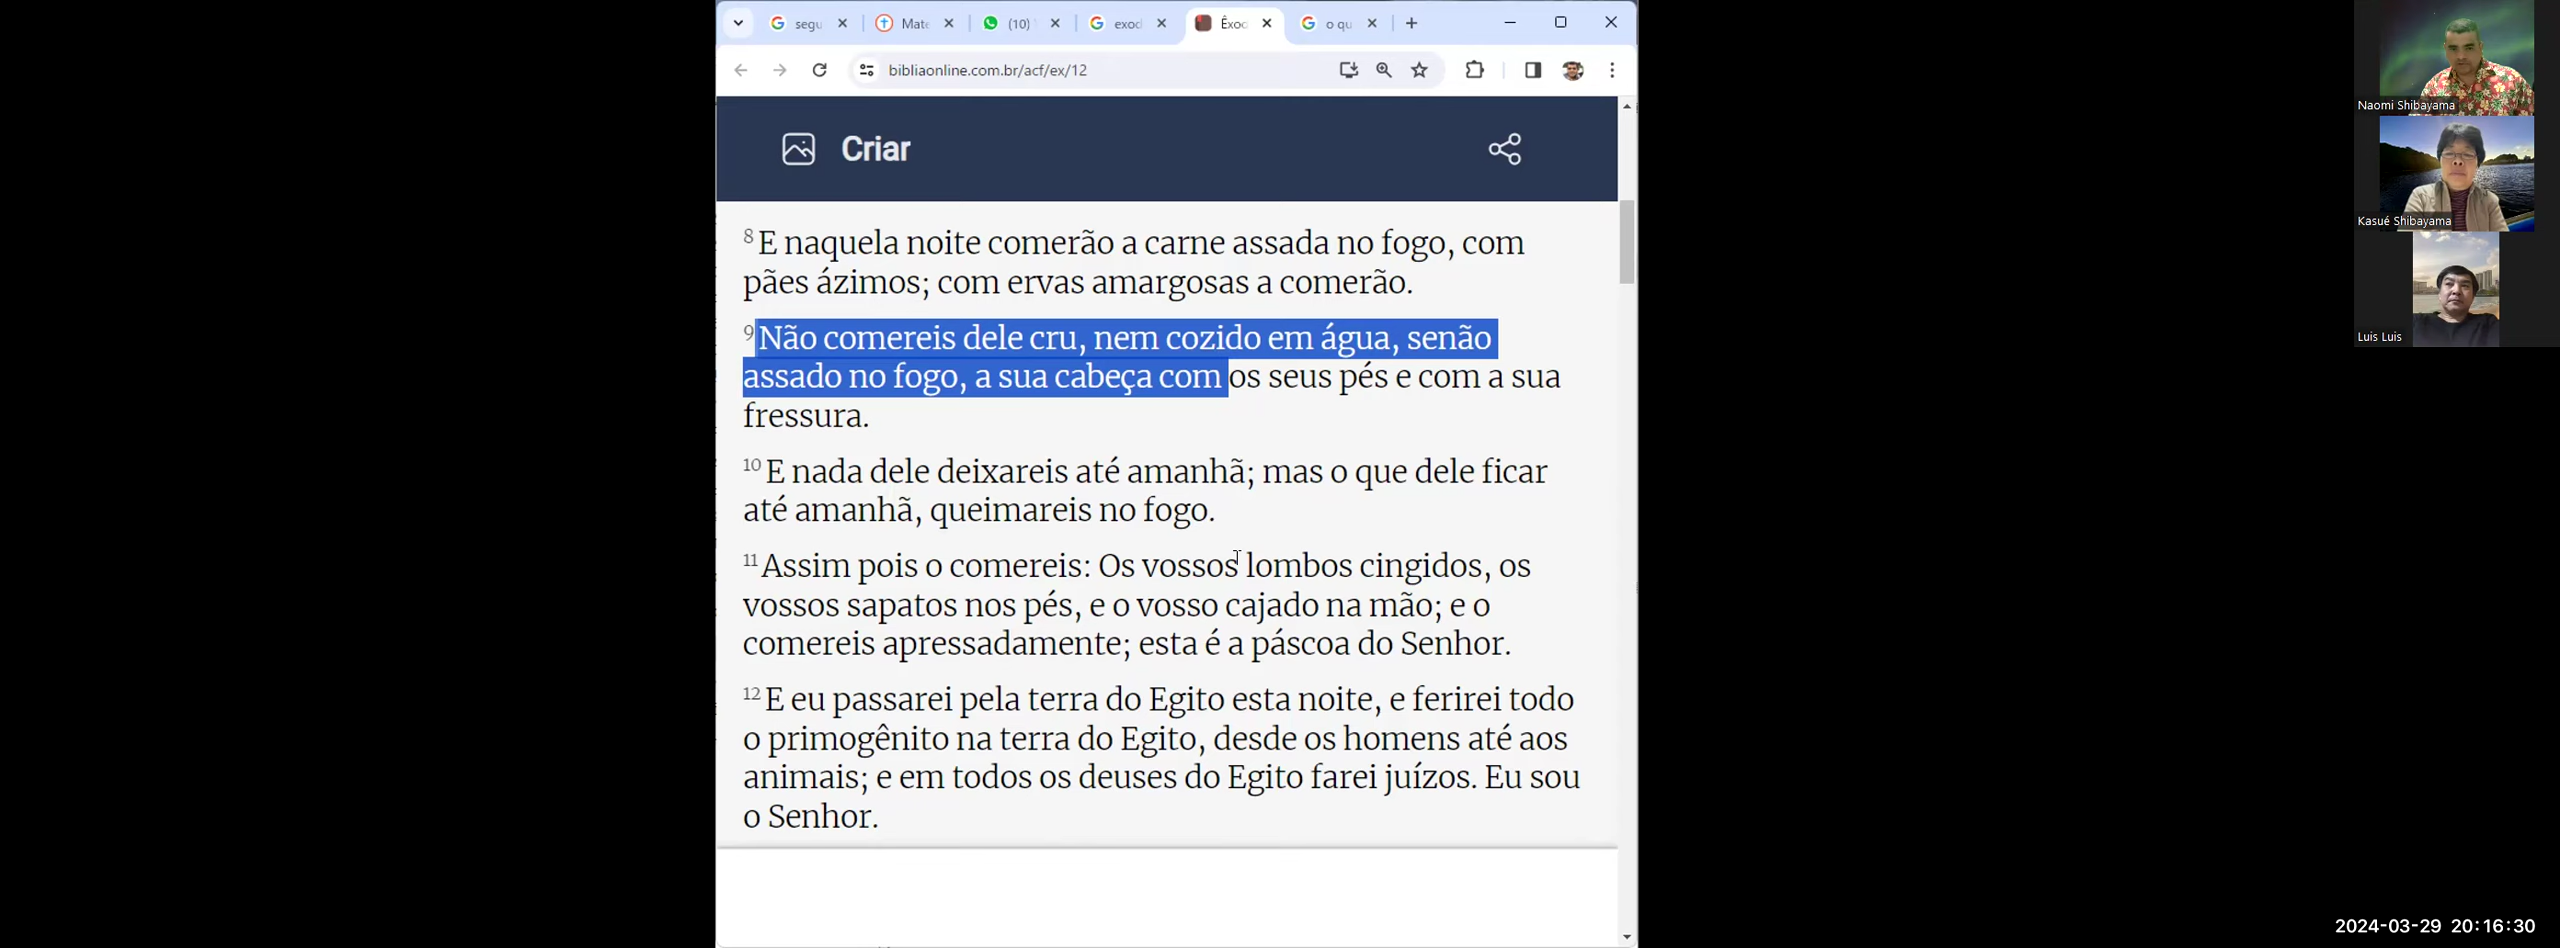 segu
Mate
(10)
exod
Êxod
o qu
bibliaonline.com.br/acf/ex/12
Criar
8 E naquela noite comerão a carne assada no fogo, com
pães ázimos; com ervas amargosas a comerão.
9 Não comereis dele cru, nem cozido em água, senão
assado no fogo, a sua cabeça com os seus pés e com a sua
fressura.
10 E nada dele deixareis até amanhã; mas o que dele ficar
até amanhã, queimareis no fogo.
11 Assim pois o comereis: Os vossos lombos cingidos, os
vossos sapatos nos pés, e o vosso cajado na mão; e o
comereis apressadamente; esta é a páscoa do Senhor.
12 E eu passarei pela terra do Egito esta noite, e ferirei todo
o primogênito na terra do Egito, desde os homens até aos
animais; e em todos os deuses do Egito farei juízos. Eu sou
o Senhor.
Naomi Shibayama
Kasué Shibayama
Luis Luis
2024-03-29 20:16:30